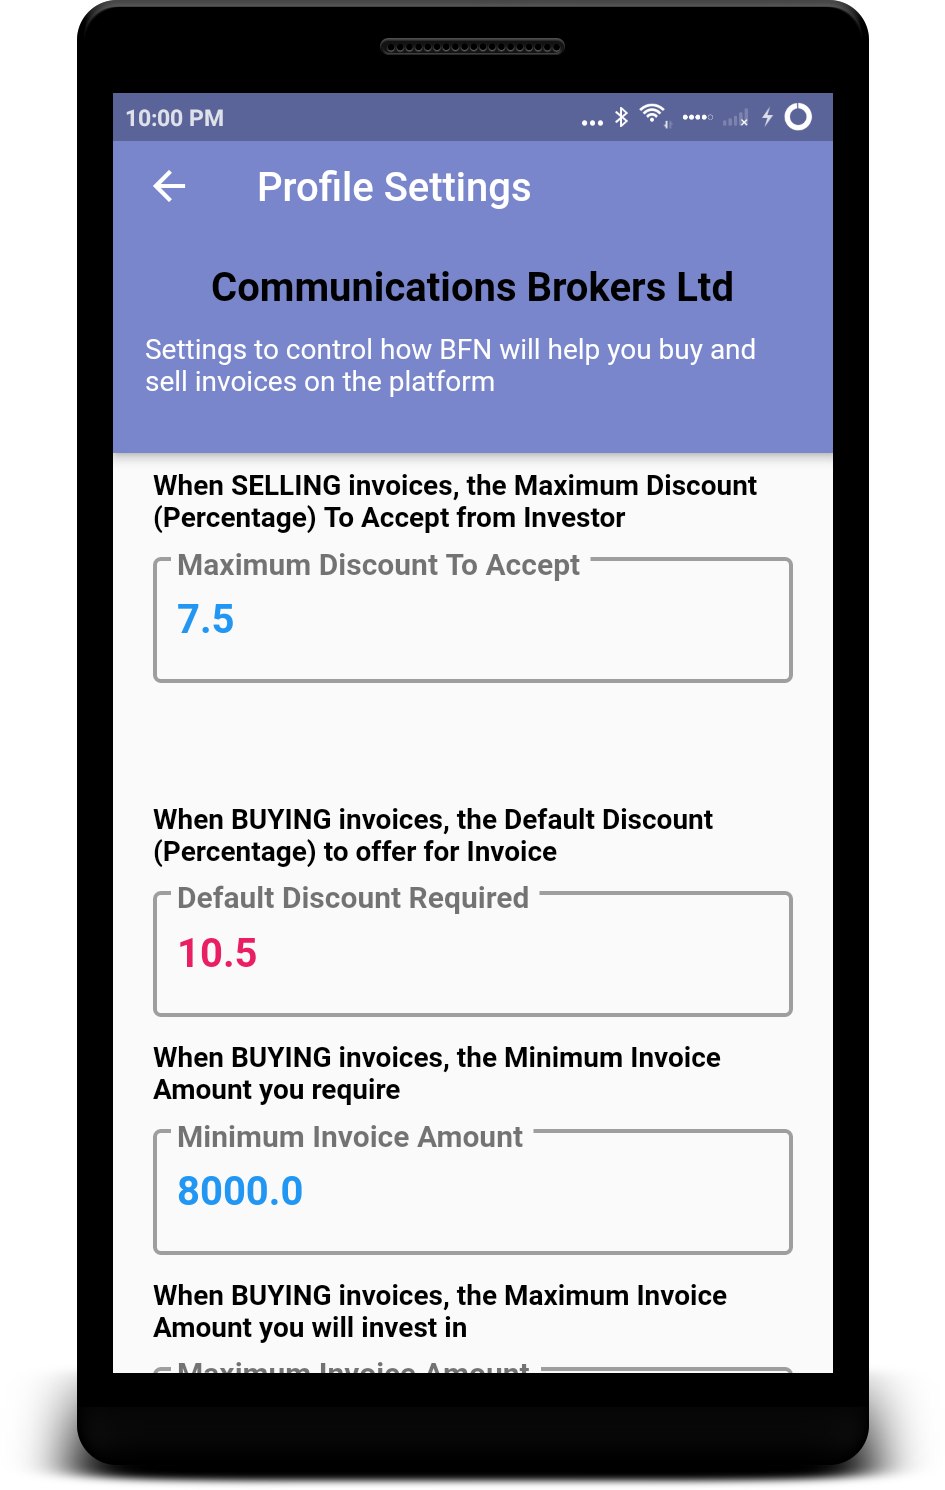 10:00 PM
Profile Settings
Communications Brokers Ltd
Settings to control how BFN will help you buy and
sell invoices on the platform
When SELLING invoices, the Maximum Discount
(Percentage) To Accept from Investor
Maximum Discount To Accept
7.5
When BUYING invoices, the Default Discount
(Percentage) to offer for Invoice
Default Discount Required
10.5
When BUYING invoices, the Minimum Invoice
Amount you require
Minimum Invoice Amount
8000.0
When BUYING invoices, the Maximum Invoice
Amount you will invest in
Maximum Invoice Amount